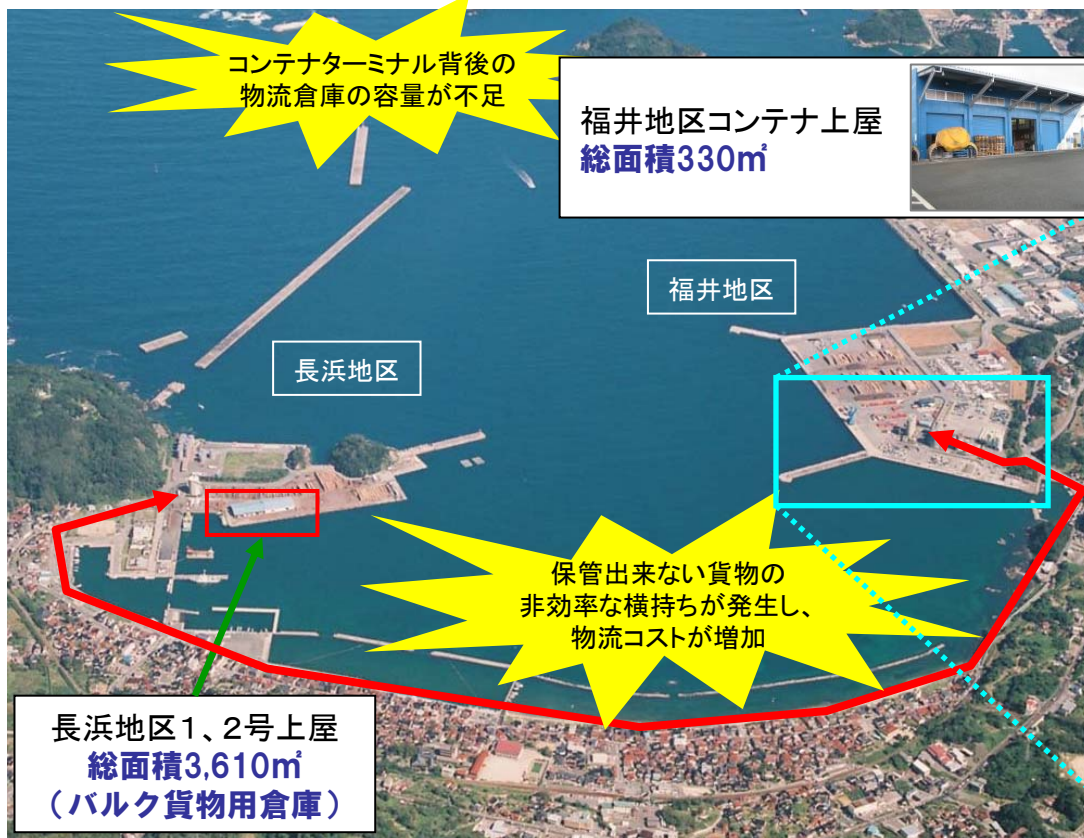 コンテナターミナル背後の
物流倉庫の容量が不足
福井地区コンテナ上屋
総面積330㎡
福井地区
長浜地区
保管出来ない貨物の
非効率な横持ちが発生し、
物流コストが増加
長浜地区１、２号上屋
総面積3,610㎡
（バルク貨物用倉庫）